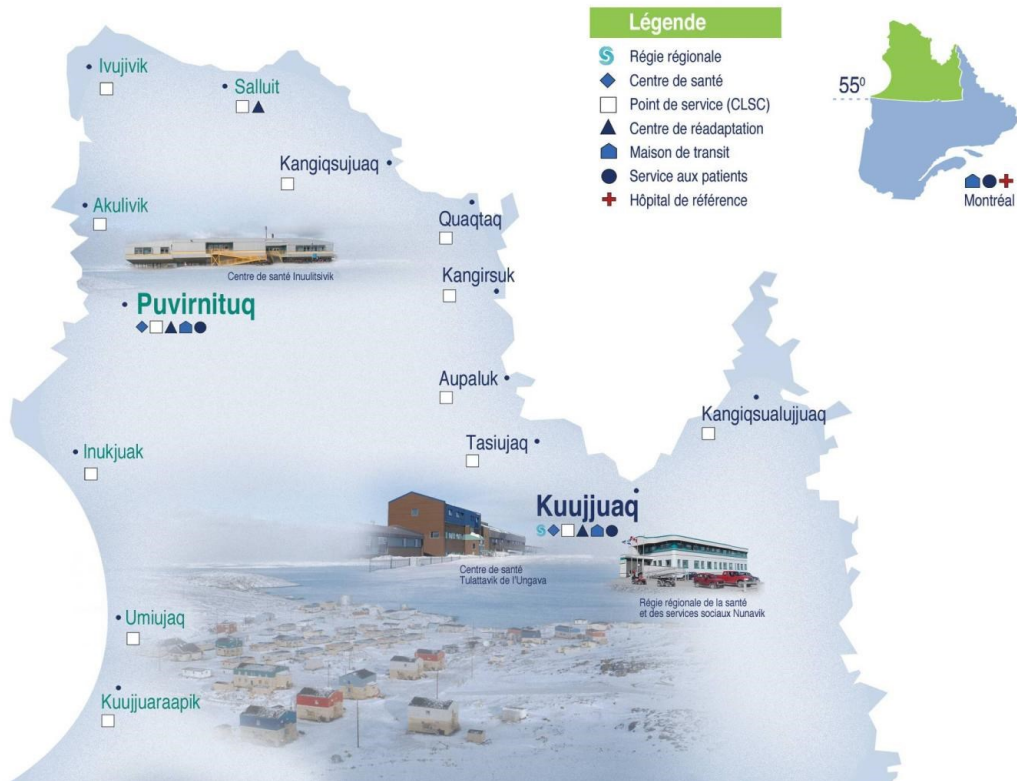 Légende
Régie régionale
Centre de santé
Point de service (CLSC)
Centre de réadaptation
Maison de transit
Service aux patients
Hôpital de référence
55⁰
Montréal
Ivujivik
Salluit
Kangiqsujuaq
Akulivik
Quaqtaq
Centre de santé Inuulitsivik
Kangirsuk
Puvirnituq
Aupaluk
Kangiqsualujjuaq
Inukjuak
Tasiujaq
Kuujjuaq
Centre de santé
Tulattavik de l'Ungava
Régie régionale de la santé
et des services sociaux Nunavik
Umiujaq
Kuujjuaraapik